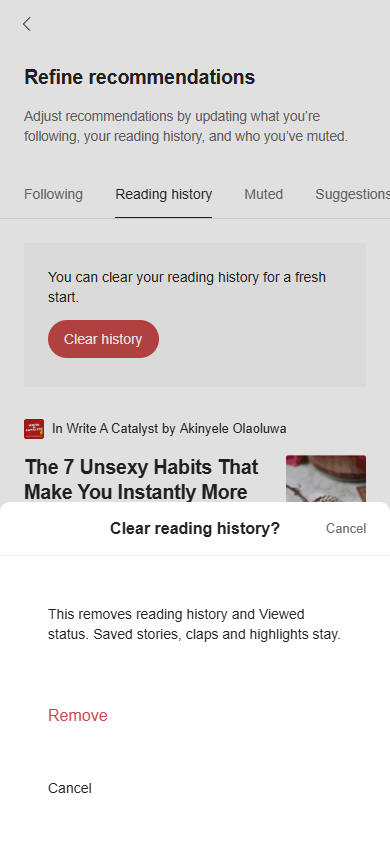 Refine recommendations
Adjust recommendations by updating what you're
following, your reading history, and who you've muted.
Following Reading history Muted Suggestions
You can clear your reading history for a fresh
start.
Clear history
In Write A Catalyst by Akinyele Olaoluwa
The 7 Unsexy Habits That
Make You Instantly More
Clear reading history? Cancel
This removes reading history and Viewed
status. Saved stories, claps and highlights stay.
Remove
Cancel